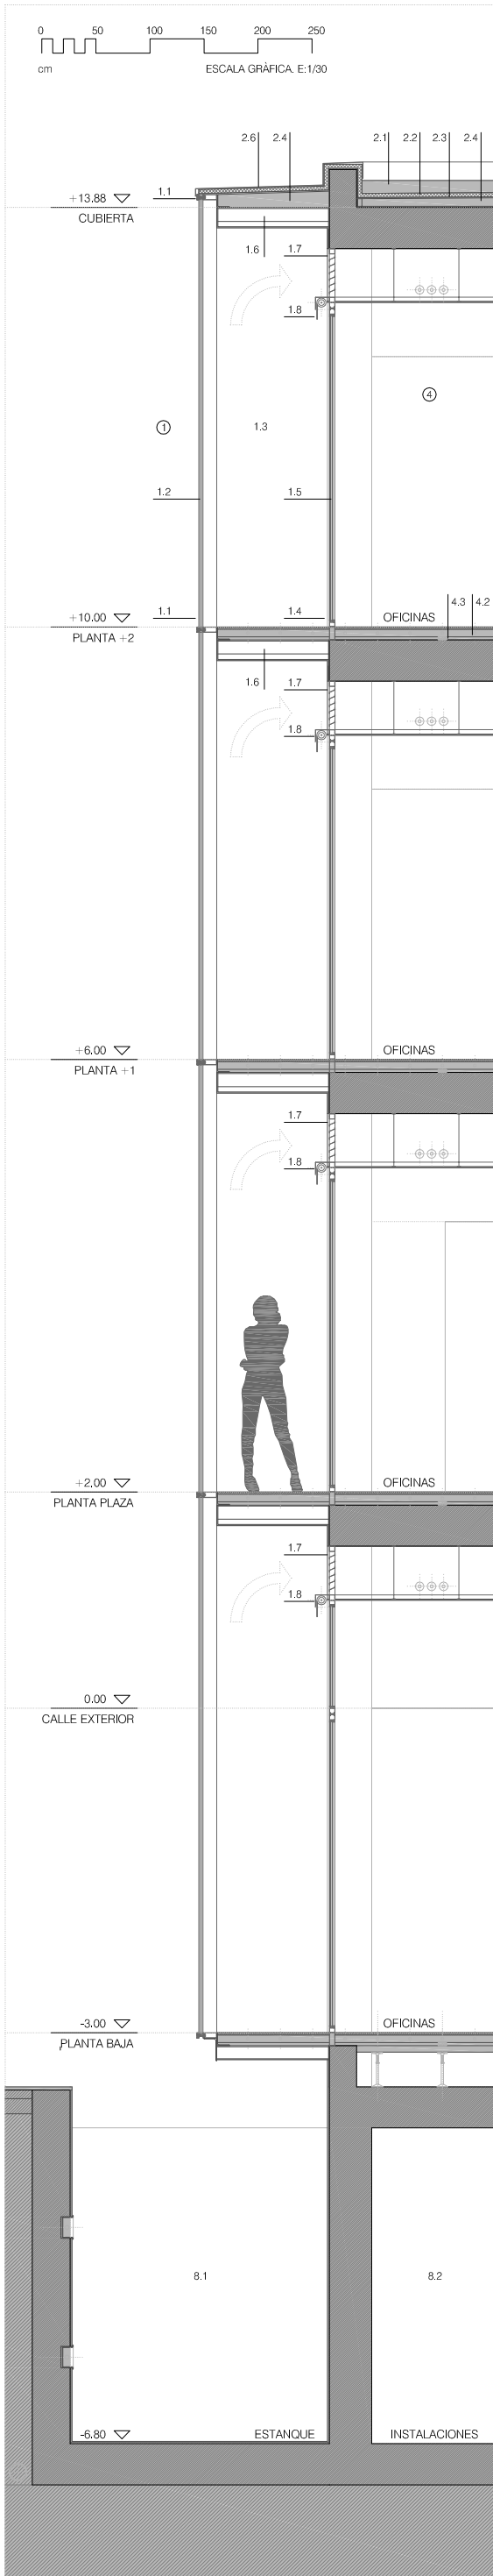 0 50 100 150 200 250
cm ESCALA GRÁFICA. E:1/30
2.6 2.4 2.1 2.2 2.3 2.4
+13.88 1.1
CUBIERTA
1.6 1.7
1.8
4
1 1.3
1.2 1.5
4.3 4.2
+10.00 1.1 1.4 OFICINAS
PLANTA +2
1.6 1.7
1.8
+6.00 OFICINAS
PLANTA +1
1.7
1.8
+2.00 OFICINAS
PLANTA PLAZA
1.7
1.8
0.00
CALLE EXTERIOR
-3.00 OFICINAS
PLANTA BAJA
8.1 8.2
-6.80 ESTANQUE INSTALACIONES